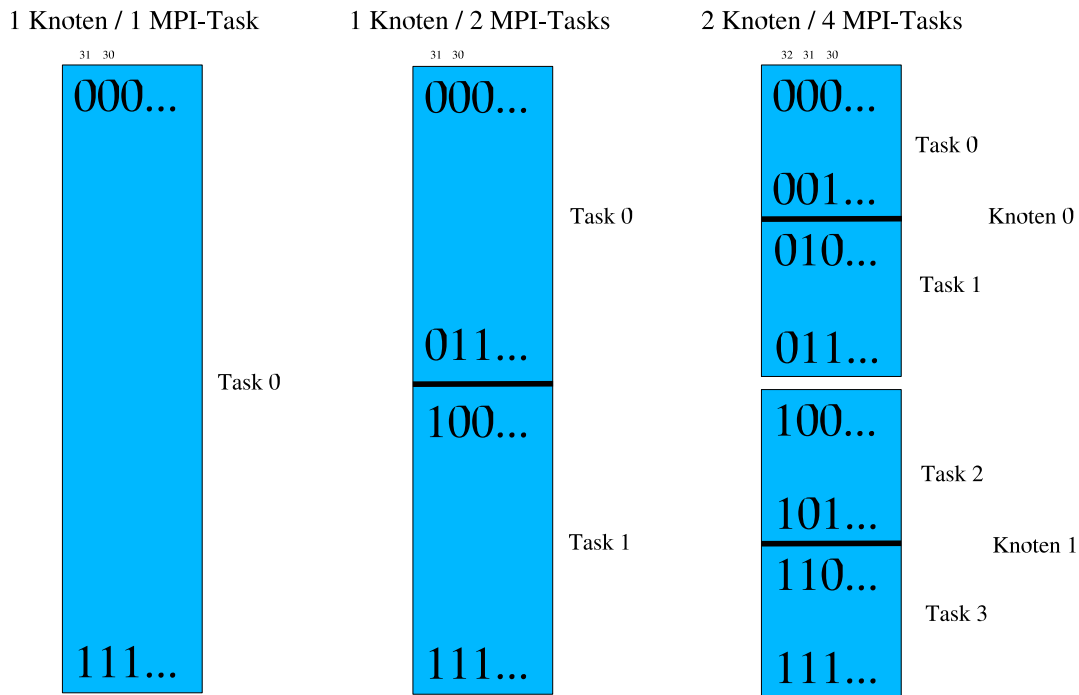 1 Knoten / 1 MPI-Task
31 30
000...
Task 0
111...
1 Knoten / 2 MPI-Tasks
31 30
000...
Task 0
011...
100...
Task 1
111...
2 Knoten / 4 MPI-Tasks
32 31 30
000...
Task 0
001...
Knoten 0
010...
Task 1
011...
100...
Task 2
101...
Knoten 1
110...
Task 3
111...